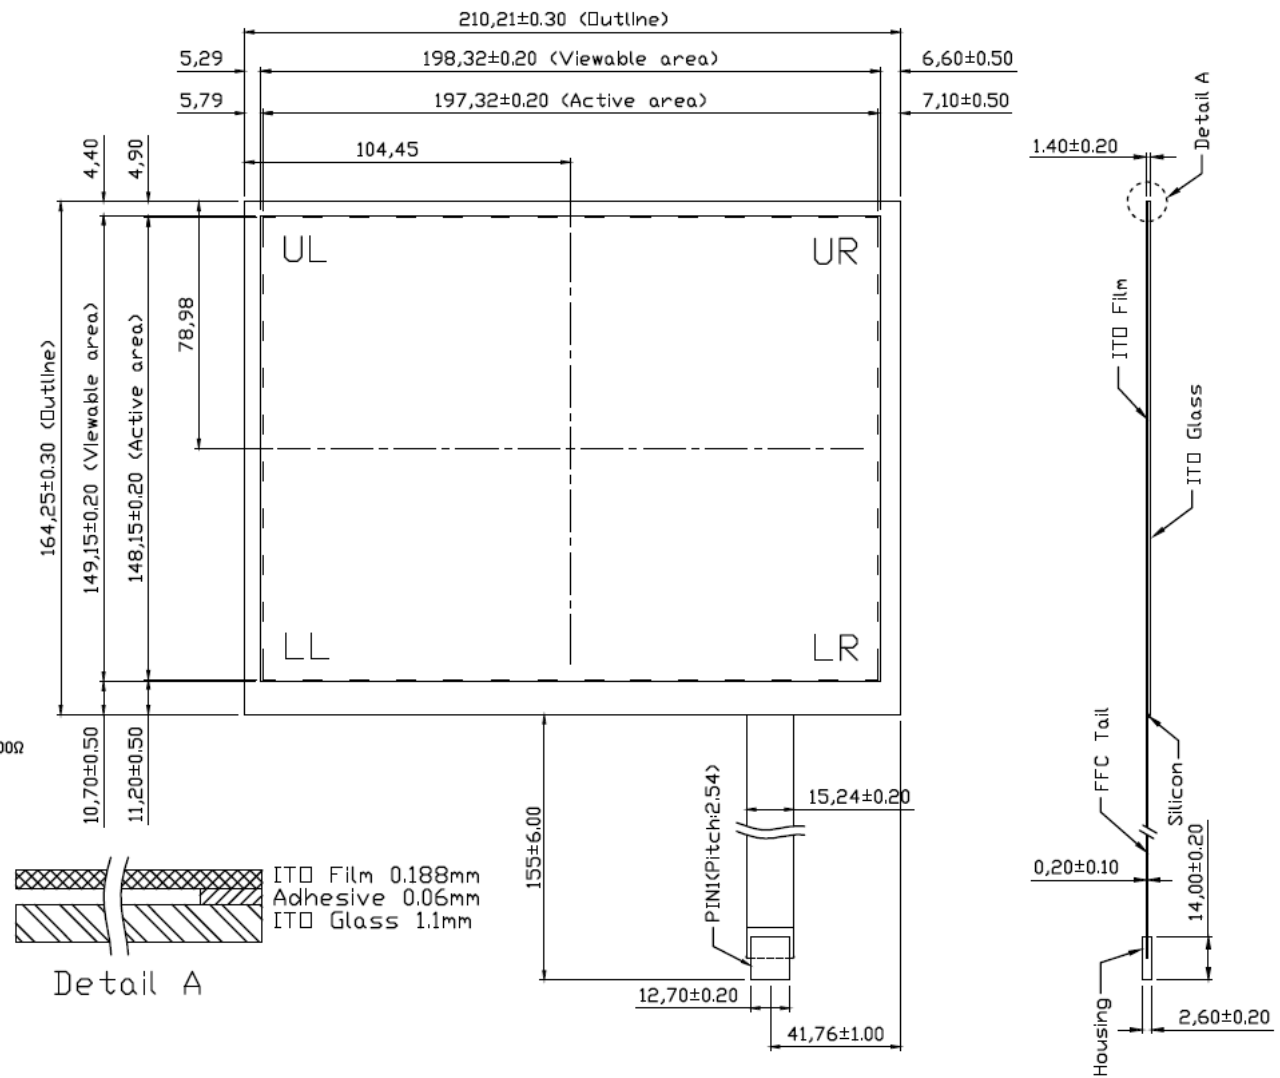 210,21±0.30 (Outline)
5,29
198,32±0.20 (Viewable area)
6,60±0.50
5,79
197,32±0.20 (Active area)
7,10±0.50
104,45
4,40
4,90
UL
UR
78,98
164,25±0.30 (Outline)
149,15±0.20 (Viewable area)
148,15±0.20 (Active area)
LL
LR
10,70±0.50
11,20±0.50
00Ω
155±6.00
PIN1(Pitch:2.54)
15,24±0.20
12,70±0.20
41,76±1.00
ITO Film 0.188mm
Adhesive 0.06mm
ITO Glass 1.1mm
Detail A
1.40±0.20
Detail A
ITO Film
ITO Glass
FFC Tail
Silicon
0,20±0.10
14,00±0.20
Housing
2,60±0.20